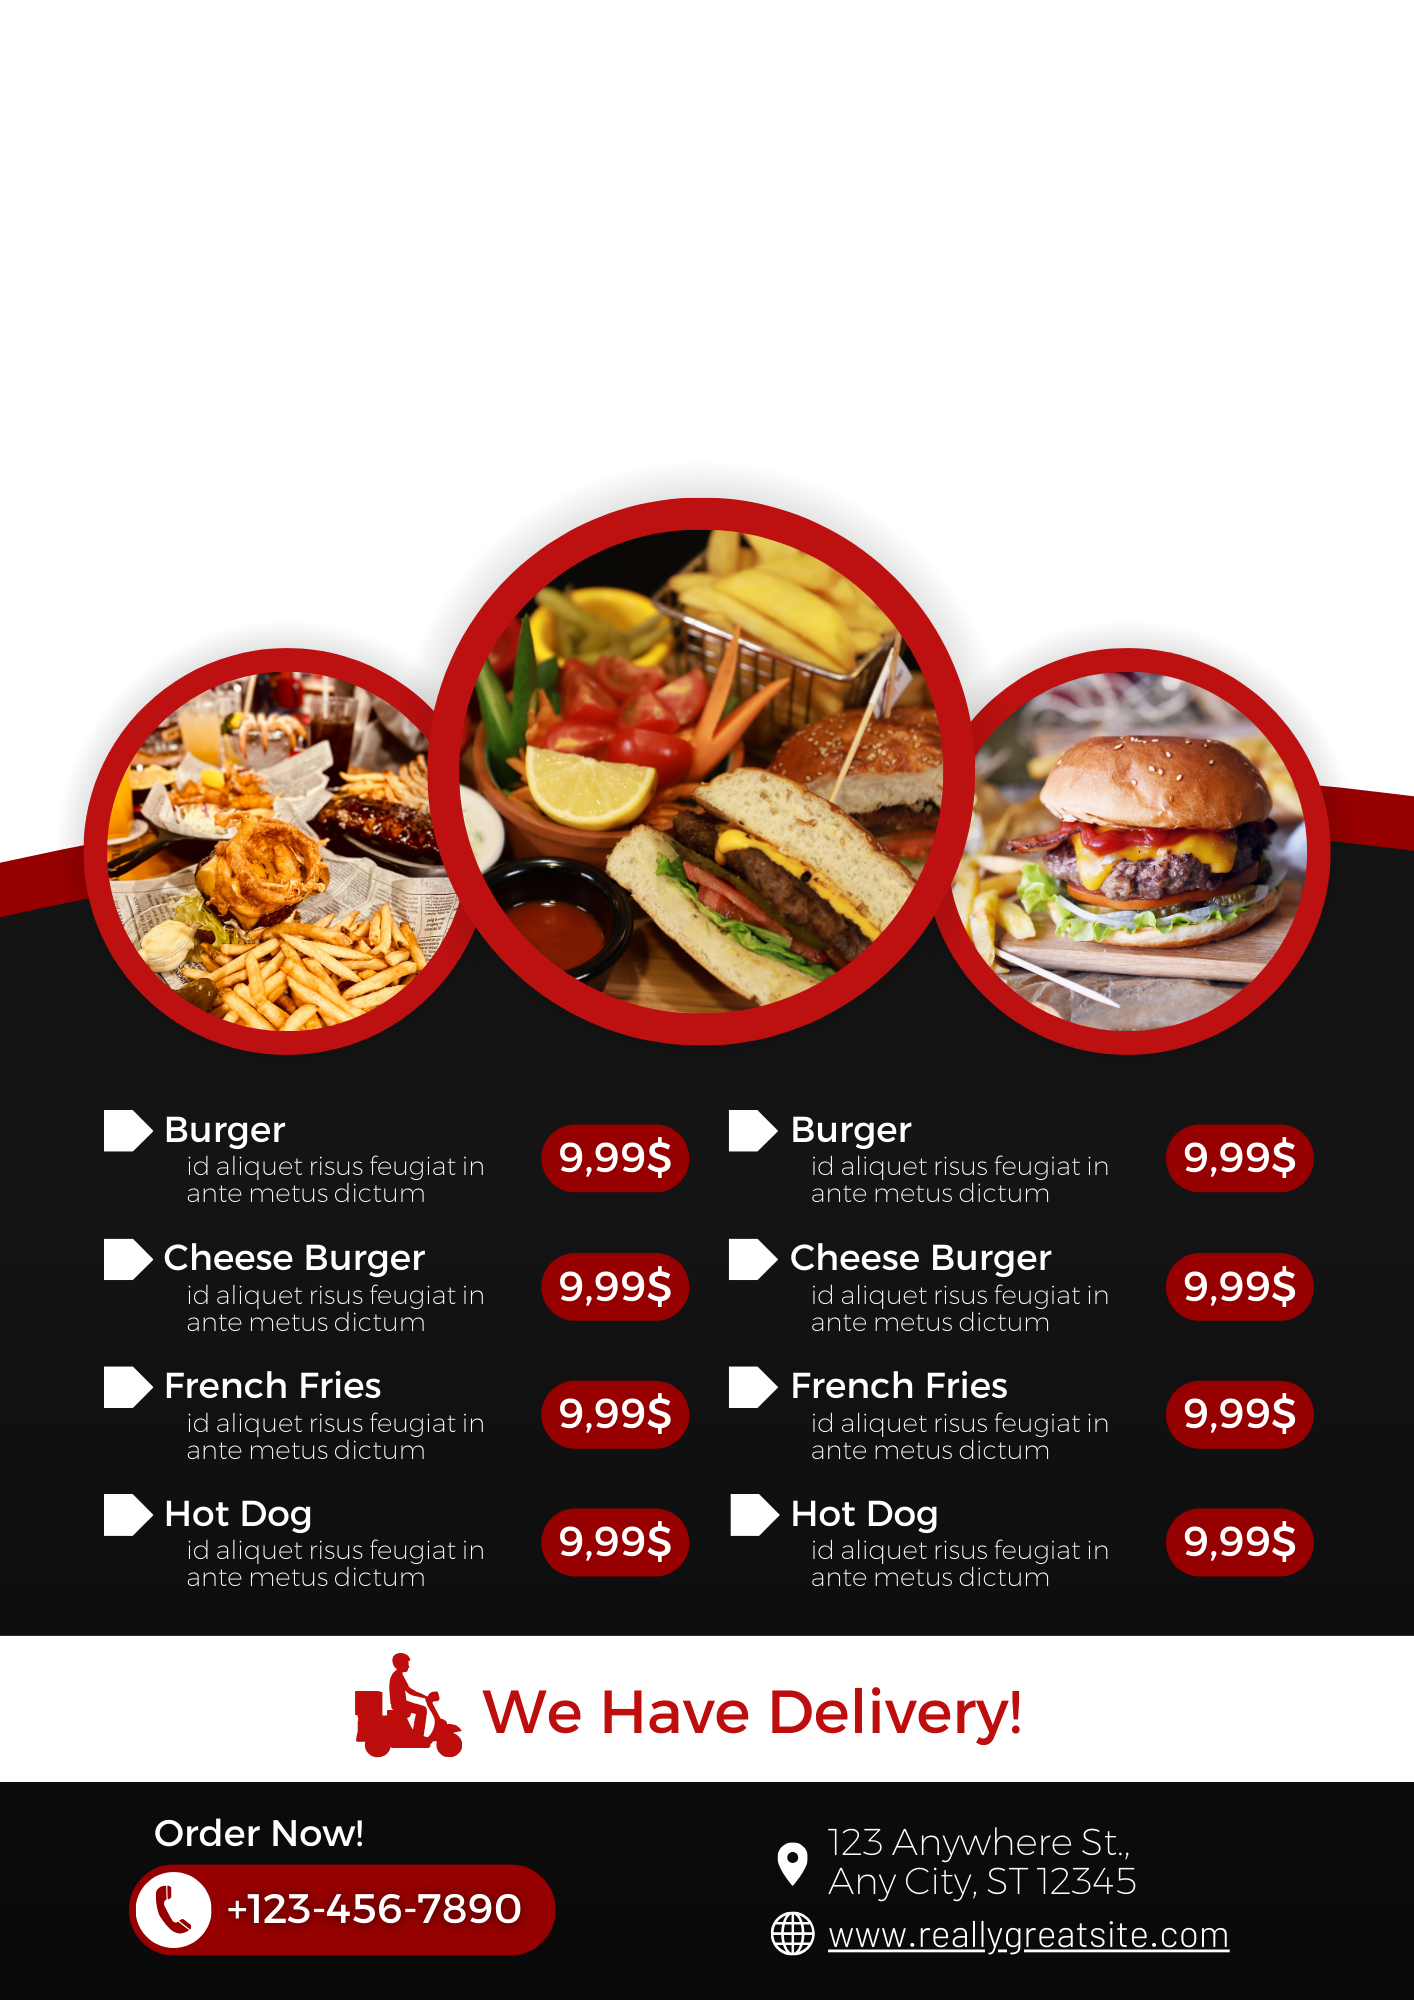 Burger
id aliquet risus feugiat in
ante metus dictum
9,99$
Cheese Burger
id aliquet risus feugiat in
ante metus dictum
9,99$
French Fries
id aliquet risus feugiat in
ante metus dictum
9,99$
Hot Dog
id aliquet risus feugiat in
ante metus dictum
9,99$
Burger
id aliquet risus feugiat in
ante metus dictum
9,99$
Cheese Burger
id aliquet risus feugiat in
ante metus dictum
9,99$
French Fries
id aliquet risus feugiat in
ante metus dictum
9,99$
Hot Dog
id aliquet risus feugiat in
ante metus dictum
9,99$
We Have Delivery!
Order Now!
+123-456-7890
123 Anywhere St.,
Any City, ST 12345
www.reallygreatsite.com